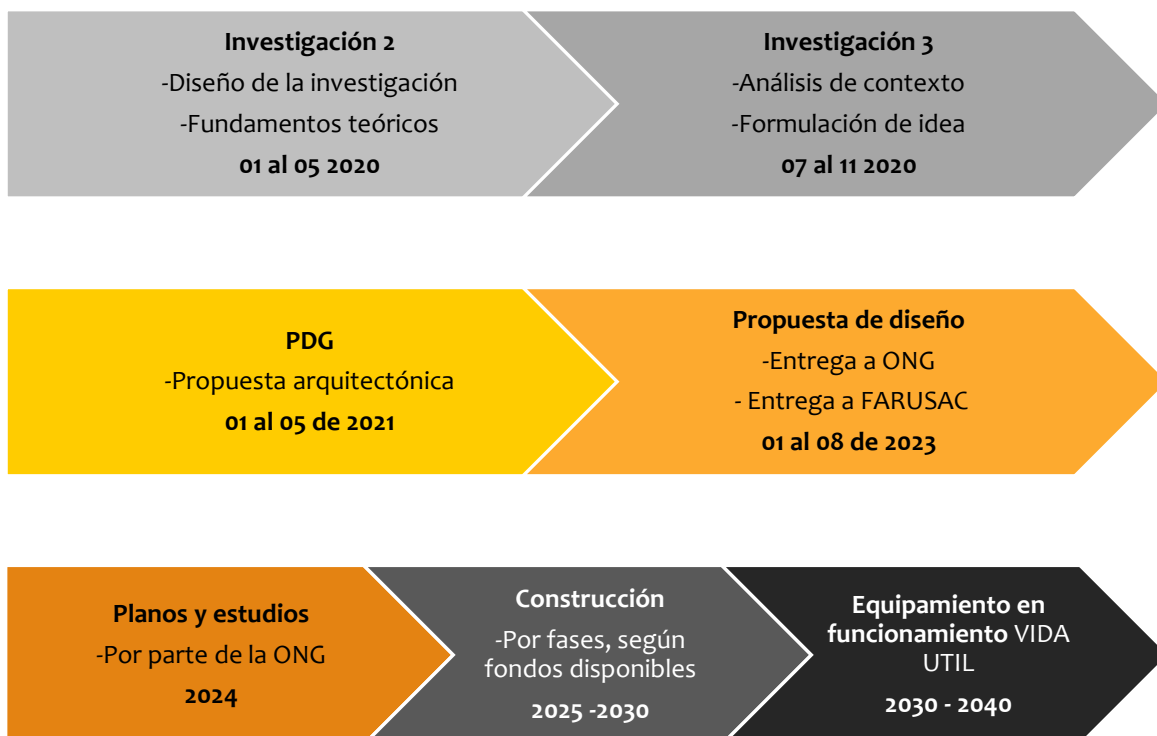 Investigación 2
-Diseño de la investigación
-Fundamentos teóricos
01 al 05 2020
Investigación 3
-Análisis de contexto
-Formulación de idea
07 al 11 2020
PDG
-Propuesta arquitectónica
01 al 05 de 2021
Propuesta de diseño
-Entrega a ONG
- Entrega a FARUSAC
01 al 08 de 2023
Planos y estudios
-Por parte de la ONG
2024
Construcción
-Por fases, según
fondos disponibles
2025 -2030
Equipamiento en
funcionamiento VIDA
UTIL
2030 - 2040